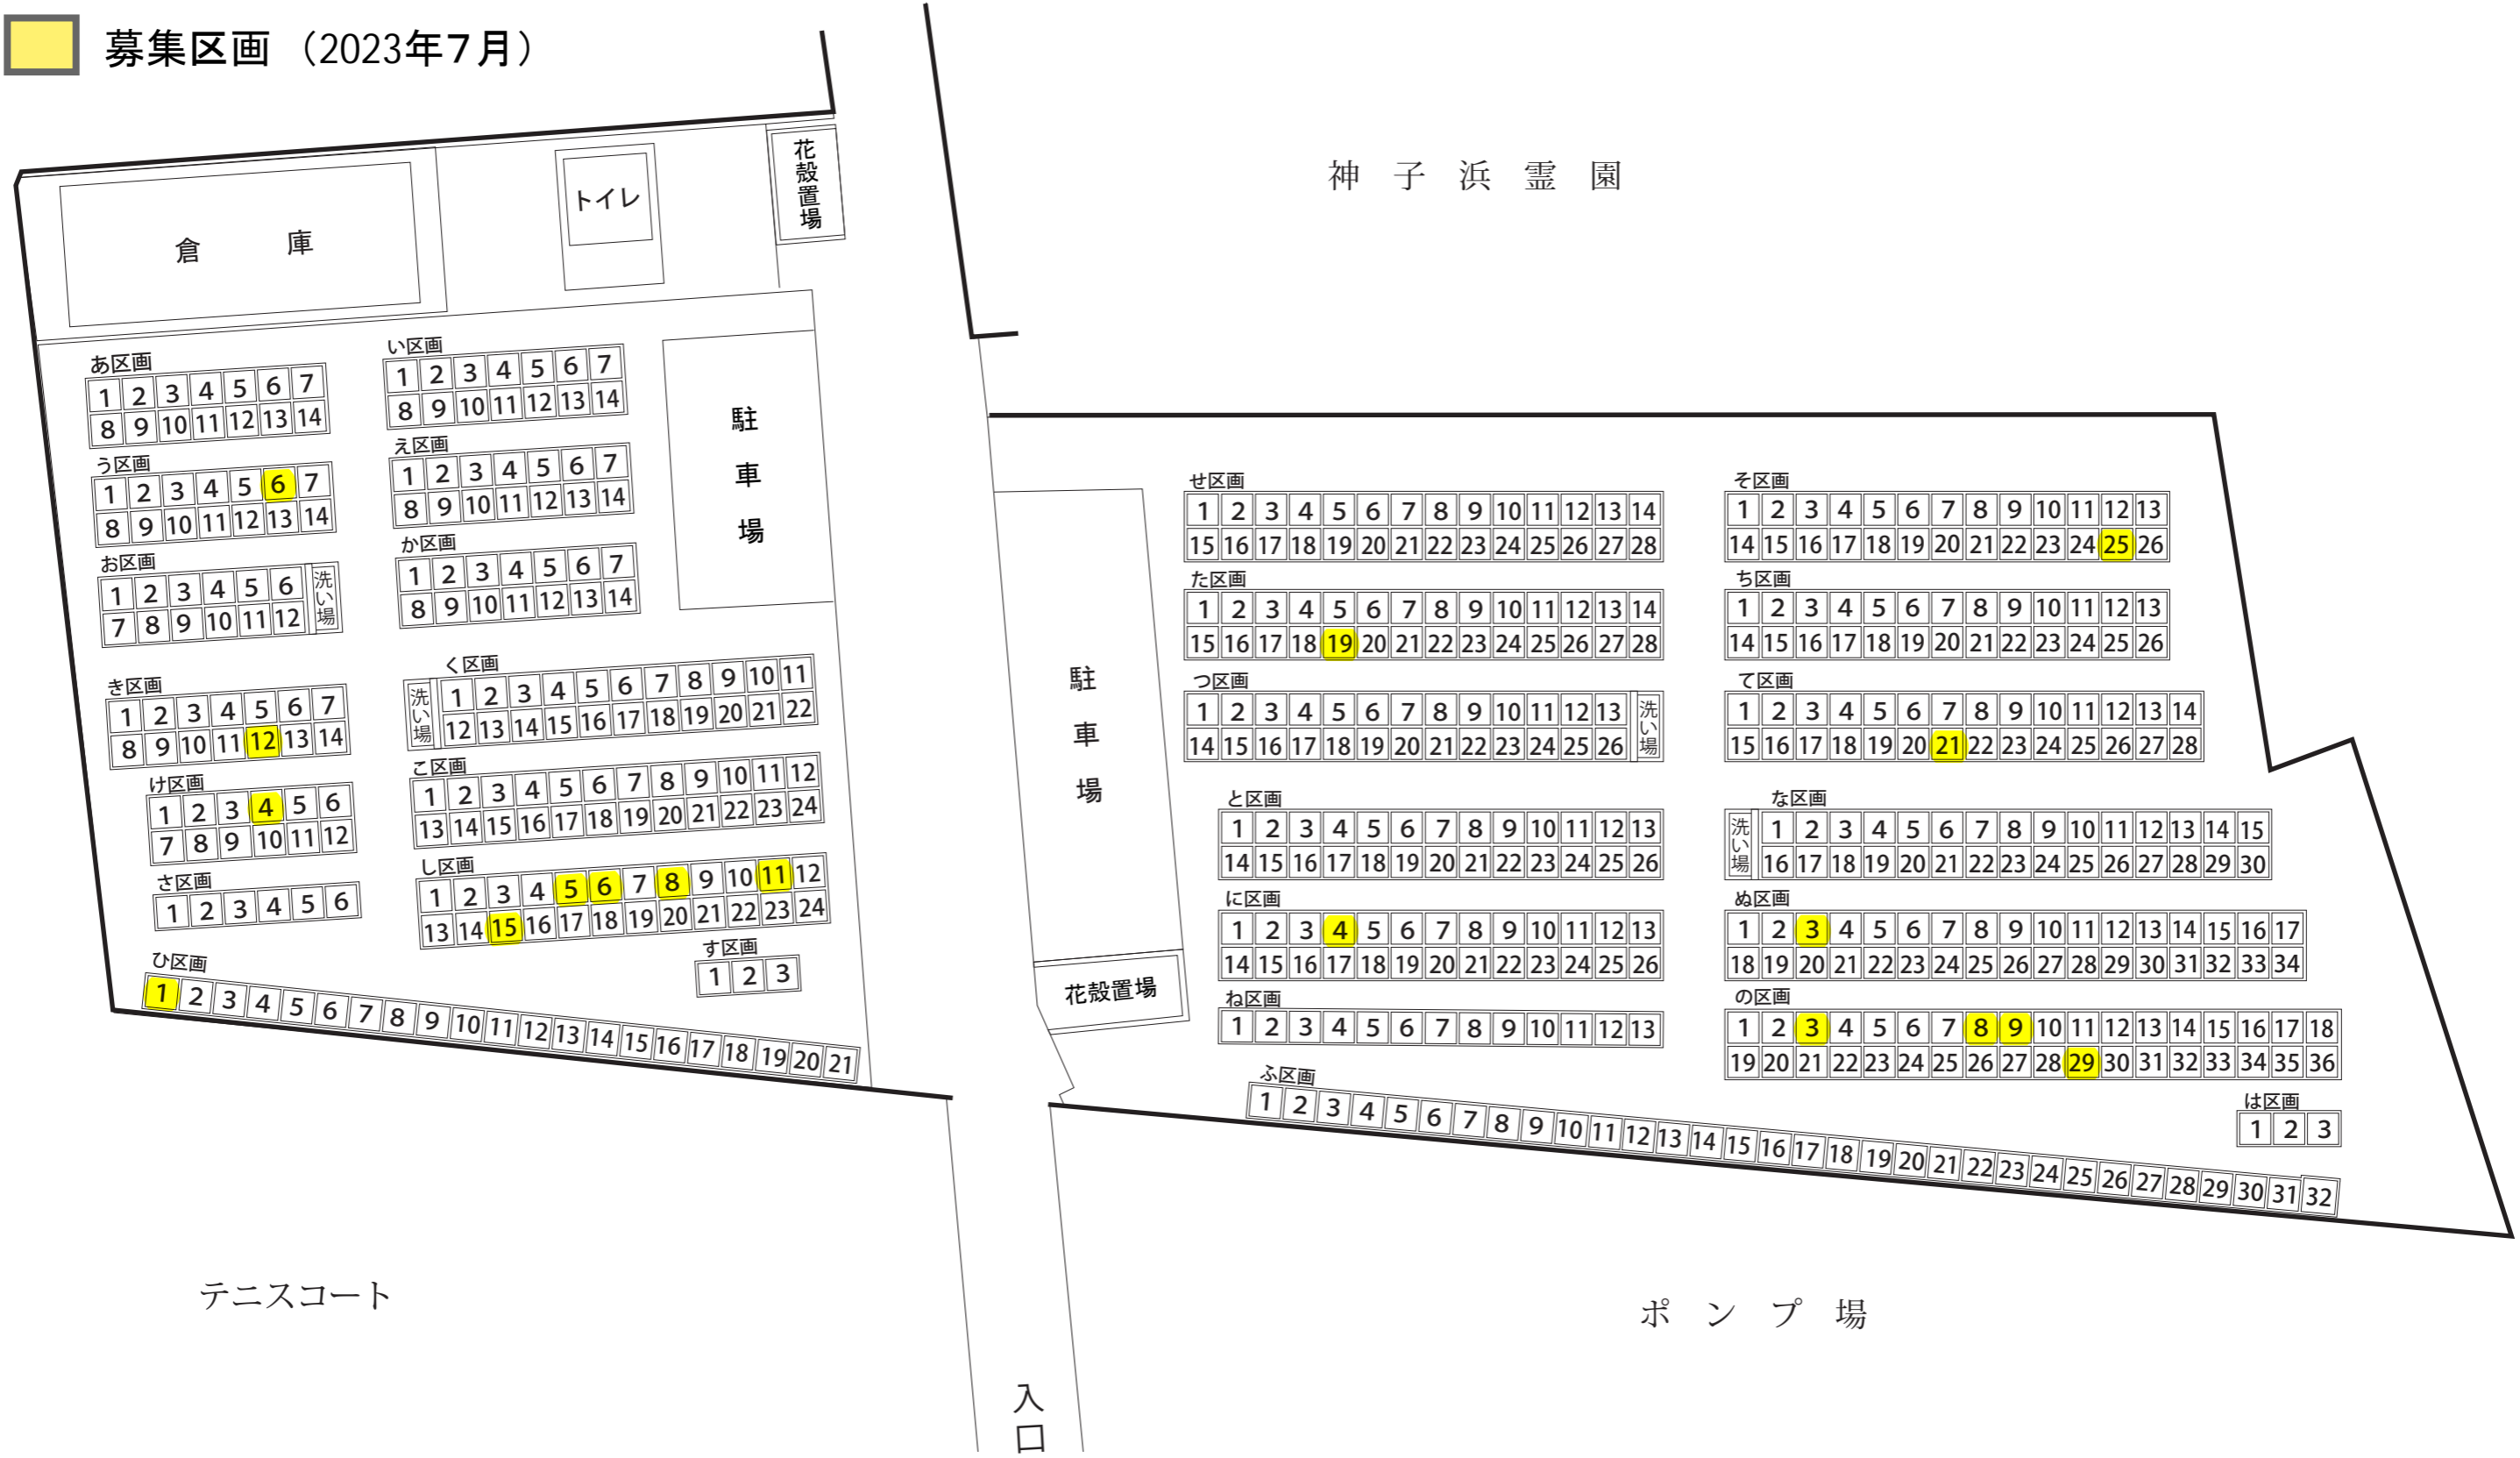 募集区画 （2023年7月）
神子浜霊園
花殻置場
トイレ
倉庫
駐車場
あ区画
1 2 3 4 5 6 7
8 9 10 11 12 13 14
い区画
1 2 3 4 5 6 7
8 9 10 11 12 13 14
う区画
1 2 3 4 5 6 7
8 9 10 11 12 13 14
え区画
1 2 3 4 5 6 7
8 9 10 11 12 13 14
お区画
1 2 3 4 5 6
7 8 9 10 11 12
洗い場
か区画
1 2 3 4 5 6 7
8 9 10 11 12 13 14
き区画
1 2 3 4 5 6 7
8 9 10 11 12 13 14
く区画
洗い場
1 2 3 4 5 6 7 8 9 10 11
12 13 14 15 16 17 18 19 20 21 22
け区画
1 2 3 4 5 6
7 8 9 10 11 12
こ区画
1 2 3 4 5 6 7 8 9 10 11 12
13 14 15 16 17 18 19 20 21 22 23 24
さ区画
1 2 3 4 5 6
し区画
1 2 3 4 5 6 7 8 9 10 11 12
13 14 15 16 17 18 19 20 21 22 23 24
す区画
1 2 3
ひ区画
1 2 3 4 5 6 7 8 9 10 11 12 13 14 15 16 17 18 19 20 21
駐車場
花殻置場
せ区画
1 2 3 4 5 6 7 8 9 10 11 12 13 14
15 16 17 18 19 20 21 22 23 24 25 26 27 28
そ区画
1 2 3 4 5 6 7 8 9 10 11 12 13
14 15 16 17 18 19 20 21 22 23 24 25 26
た区画
1 2 3 4 5 6 7 8 9 10 11 12 13 14
15 16 17 18 19 20 21 22 23 24 25 26 27 28
ち区画
1 2 3 4 5 6 7 8 9 10 11 12 13
14 15 16 17 18 19 20 21 22 23 24 25 26
つ区画
1 2 3 4 5 6 7 8 9 10 11 12 13
14 15 16 17 18 19 20 21 22 23 24 25 26
洗い場
て区画
1 2 3 4 5 6 7 8 9 10 11 12 13 14
15 16 17 18 19 20 21 22 23 24 25 26 27 28
と区画
1 2 3 4 5 6 7 8 9 10 11 12 13
14 15 16 17 18 19 20 21 22 23 24 25 26
な区画
洗い場
1 2 3 4 5 6 7 8 9 10 11 12 13 14 15
16 17 18 19 20 21 22 23 24 25 26 27 28 29 30
に区画
1 2 3 4 5 6 7 8 9 10 11 12 13
14 15 16 17 18 19 20 21 22 23 24 25 26
ぬ区画
1 2 3 4 5 6 7 8 9 10 11 12 13 14 15 16 17
18 19 20 21 22 23 24 25 26 27 28 29 30 31 32 33 34
ね区画
1 2 3 4 5 6 7 8 9 10 11 12 13
の区画
1 2 3 4 5 6 7 8 9 10 11 12 13 14 15 16 17 18
19 20 21 22 23 24 25 26 27 28 29 30 31 32 33 34 35 36
は区画
1 2 3
ふ区画
1 2 3 4 5 6 7 8 9 10 11 12 13 14 15 16 17 18 19 20 21 22 23 24 25 26 27 28 29 30 31 32
テニスコート
ポンプ場
入口